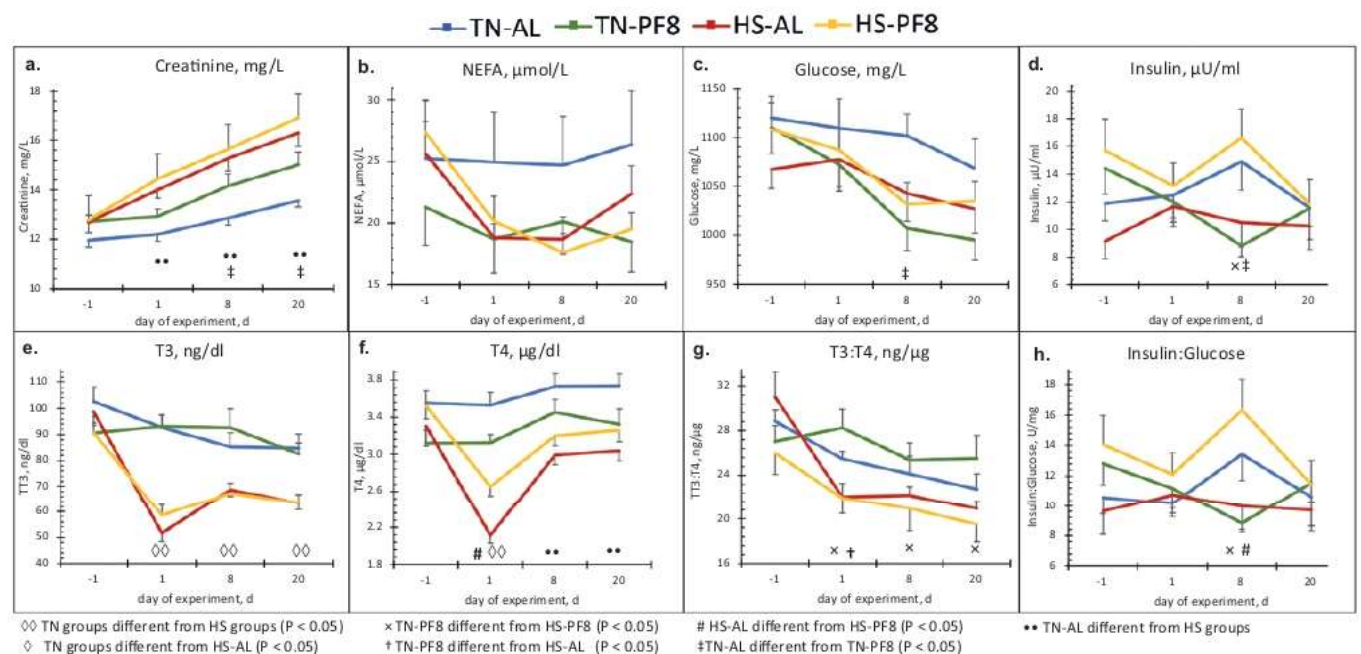 TN-AL TN-PF8 HS-AL HS-PF8
a. Creatinine, mg/L
Creatinine, mg/L
18
16
14
12
10
•• •• ••
‡ ‡
-1 1 8 20
day of experiment, d
b. NEFA, µmol/L
NEFA, µmol/L
30
25
20
15
-1 1 8 20
day of experiment, d
c. Glucose, mg/L
Glucose, mg/L
1150
1100
1050
1000
950
‡
-1 1 8 20
day of experiment, d
d. Insulin, µU/ml
Insulin, µU/ml
20
18
16
14
12
10
8
6
×‡
-1 1 8 20
day of experiment, d
e. T3, ng/dl
TT3, ng/dl
110
100
90
80
70
60
50
40
◊◊ ◊◊ ◊◊
-1 1 8 20
day of experiment, d
f. T4, µg/dl
T4, µg/dl
3.8
3.4
3.0
2.6
2.2
1.8
# ◊◊ •• ••
-1 1 8 20
day of experiment, d
g. T3:T4, ng/µg
TT3:T4, ng/µg
32
28
24
20
16
× † × ×
-1 1 8 20
day of experiment, d
h. Insulin:Glucose
Insulin:Glucose, U/mg
20
18
16
14
12
10
8
6
× #
-1 1 8 20
day of experiment, d
◊◊ TN groups different from HS groups (P < 0.05) × TN-PF8 different from HS-PF8 (P < 0.05) # HS-AL different from HS-PF8 (P < 0.05) •• TN-AL different from HS groups
◊ TN groups different from HS-AL (P < 0.05) † TN-PF8 different from HS-AL (P < 0.05) ‡TN-AL different from TN-PF8 (P < 0.05)